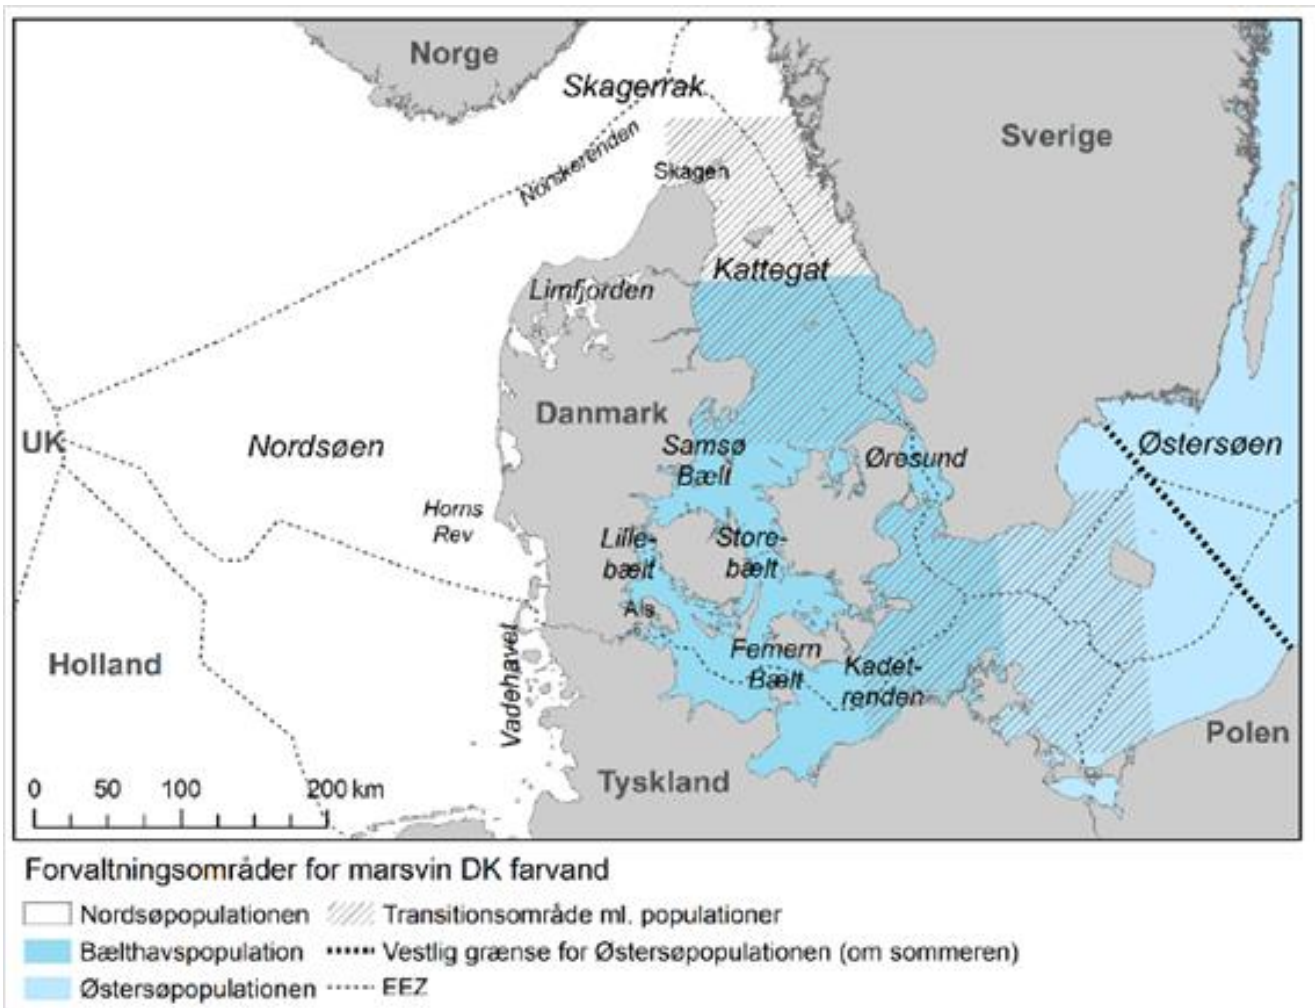 Norge
Skagerrak
Sverige
Norskerenden
Skagen
Kattegat
Limfjorden
Danmark
UK
Nordsøen
Samsø
Bælt
Øresund
Østersøen
Horns
Rev
Lille-
bælt
Store-
bælt
Als
Holland
Vadehavet
Femern
Bælt
Kadet-
renden
Polen
Tyskland
0 50 100 200 km
Forvaltningsområder for marsvin DK farvand
Nordsøpopulationen
Transitionsområde ml. populationer
Bælthavspopulation
Vestlig grænse for Østersøpopulationen (om sommeren)
Østersøpopulationen
EEZ